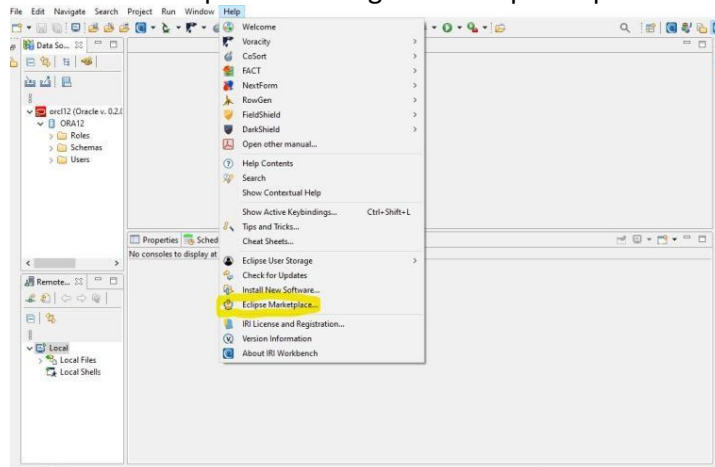 File Edit Navigate Search Project Run Window Help
Data So...
orcl12 (Oracle v. 0.2.0
ORA12
Roles
Schemas
Users
Welcome
Voracity
CoSort
FACT
NextForm
RowGen
FieldShield
DarkShield
Open other manual...
Help Contents
Search
Show Contextual Help
Show Active Keybindings... Ctrl+Shift+L
Tips and Tricks...
Cheat Sheets...
Eclipse User Storage
Check for Updates
Install New Software...
Eclipse Marketplace...
IRI License and Registration...
Version Information
About IRI Workbench
Properties Sched
No consoles to display at
Remote...
Local
Local Files
Local Shells